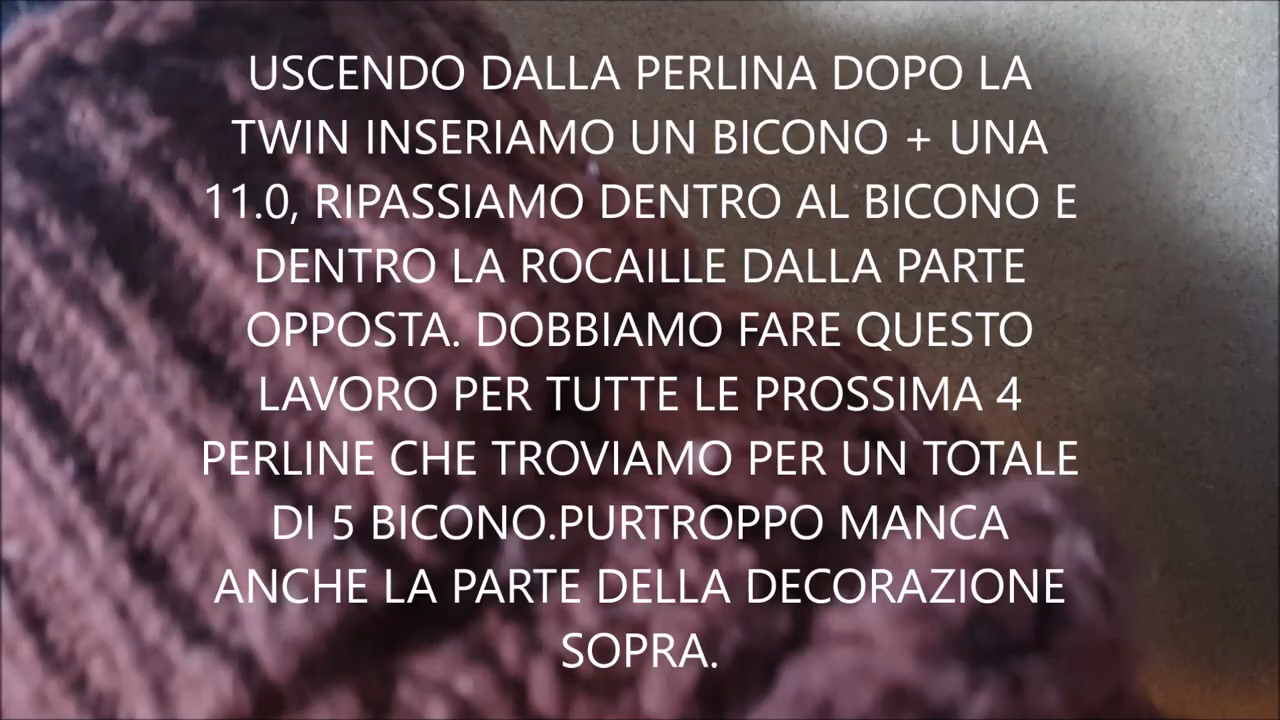 USCENDO DALLA PERLINA DOPO LA
TWIN INSERIAMO UN BICONO + UNA
11.0, RIPASSIAMO DENTRO AL BICONO E
DENTRO LA ROCAILLE DALLA PARTE
OPPOSTA. DOBBIAMO FARE QUESTO
LAVORO PER TUTTE LE PROSSIMA 4
PERLINE CHE TROVIAMO PER UN TOTALE
DI 5 BICONO.PURTROPPO MANCA
ANCHE LA PARTE DELLA DECORAZIONE
SOPRA.